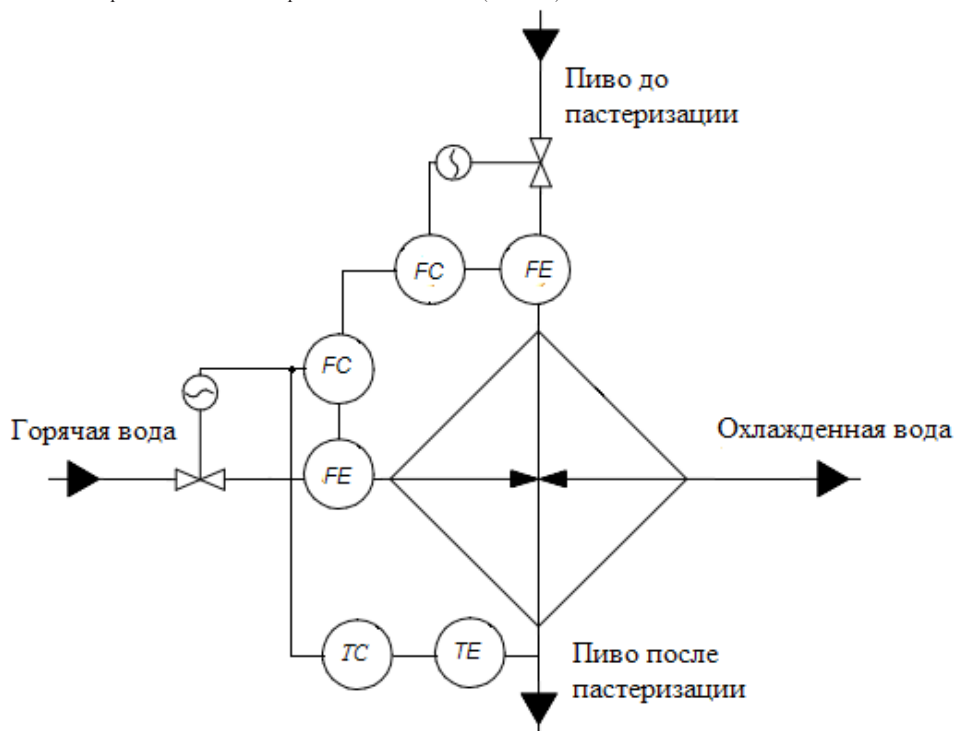 Пиво до
пастеризации
FC
FE
FC
Горячая вода
Охлажденная вода
FE
TC
TE
Пиво после
пастеризации